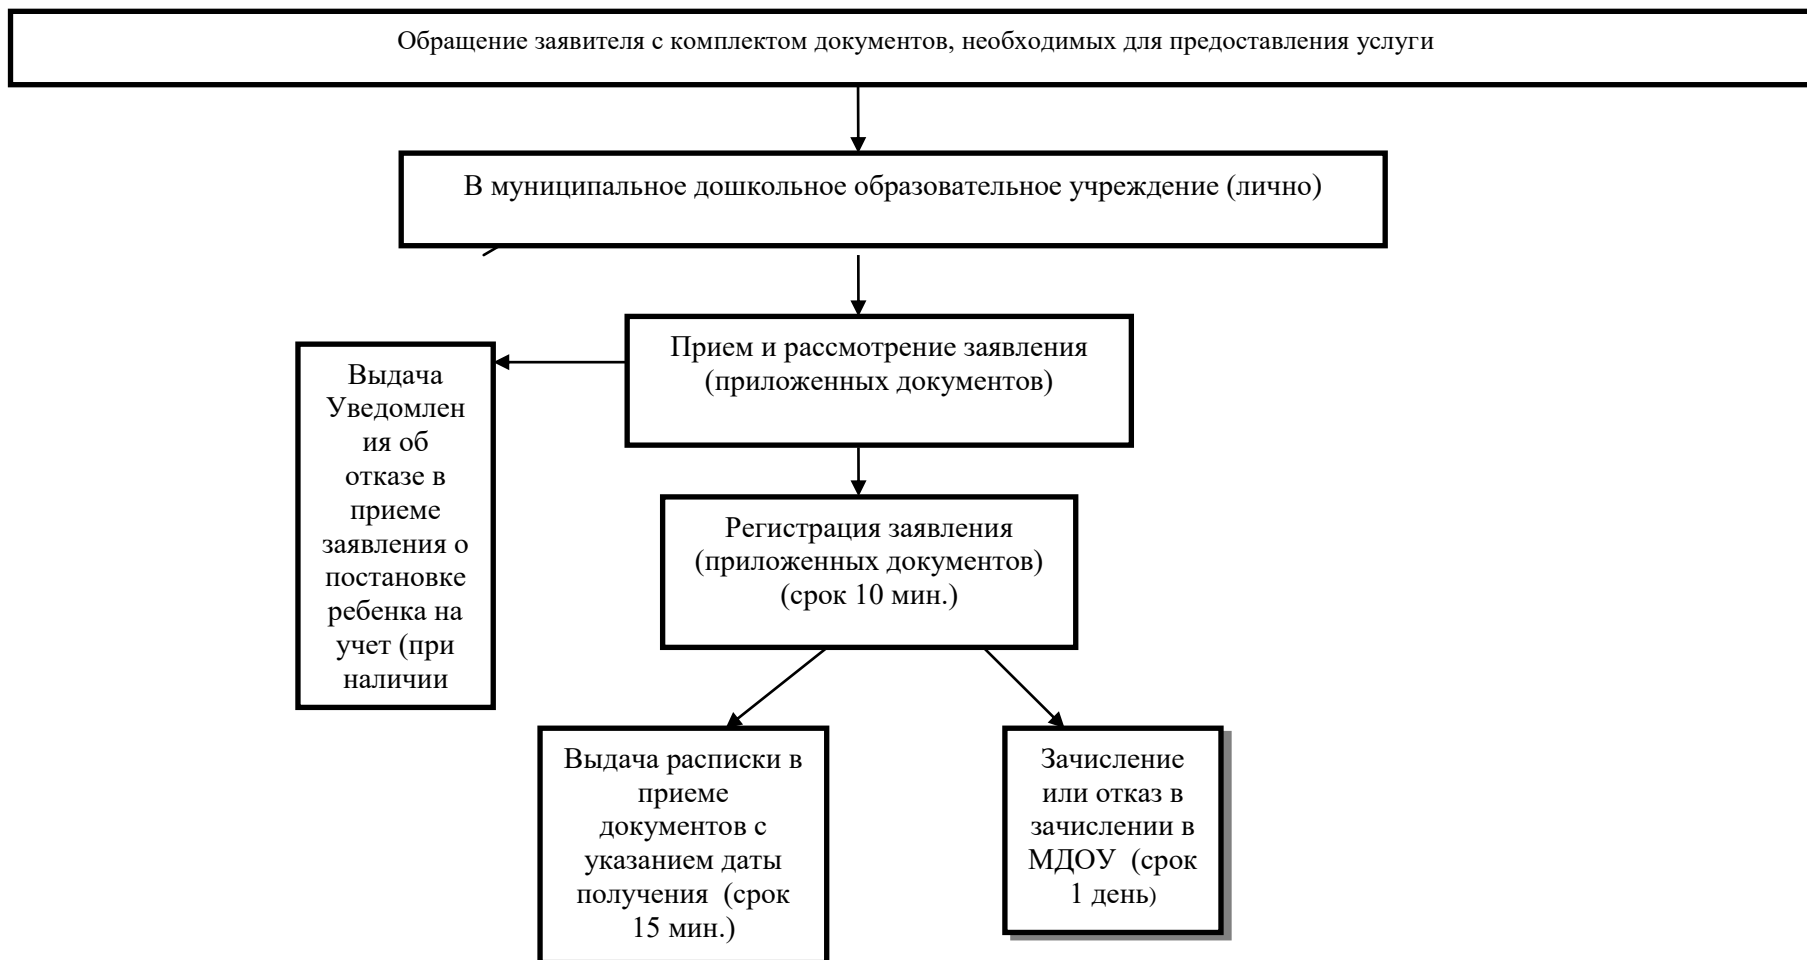 Обращение заявителя с комплектом документов, необходимых для предоставления услуги
В муниципальное дошкольное образовательное учреждение (лично)
Прием и рассмотрение заявления
(приложенных документов)
Выдача
Уведомлен
ия об
отказе в
приеме
заявления о
постановке
ребенка на
учет (при
наличии
Регистрация заявления
(приложенных документов)
(срок 10 мин.)
Выдача расписки в
приеме
документов с
указанием даты
получения (срок
15 мин.)
Зачисление
или отказ в
зачислении в
МДОУ (срок
1 день)